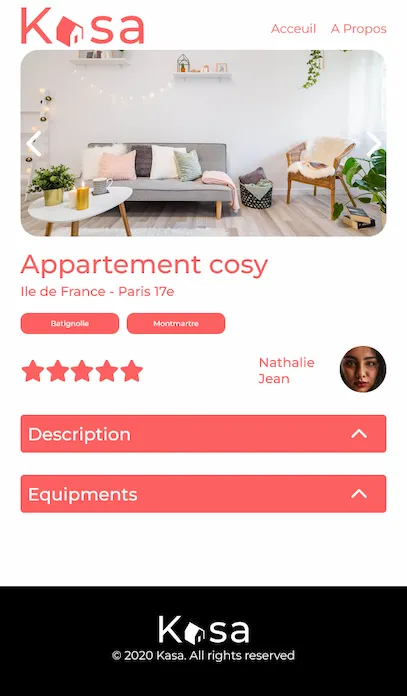 Kasa
Acceuil A Propos
Appartement cosy
Ile de France - Paris 17e
Batignolle Montmartre
Nathalie
Jean
Description
Equipments
Kasa
© 2020 Kasa. All rights reserved